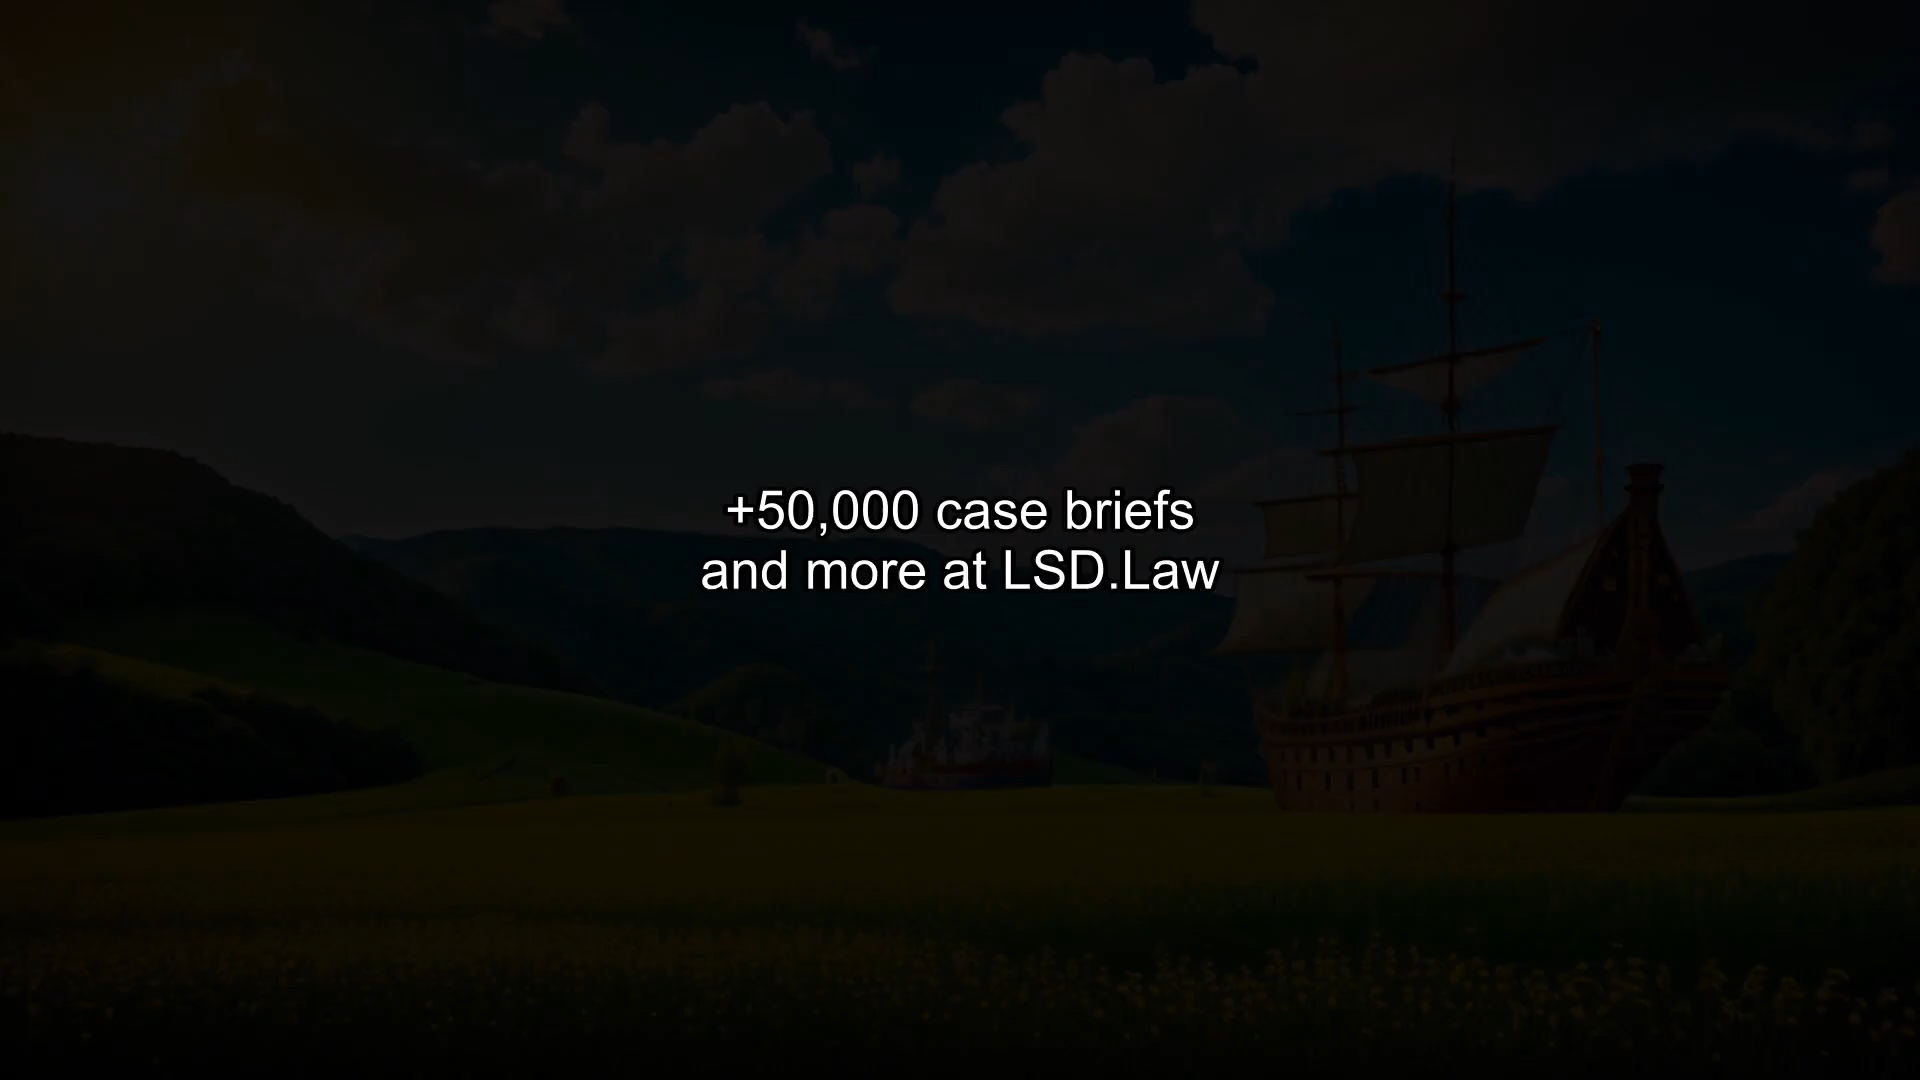 +50,000 case briefs
and more at LSD.Law